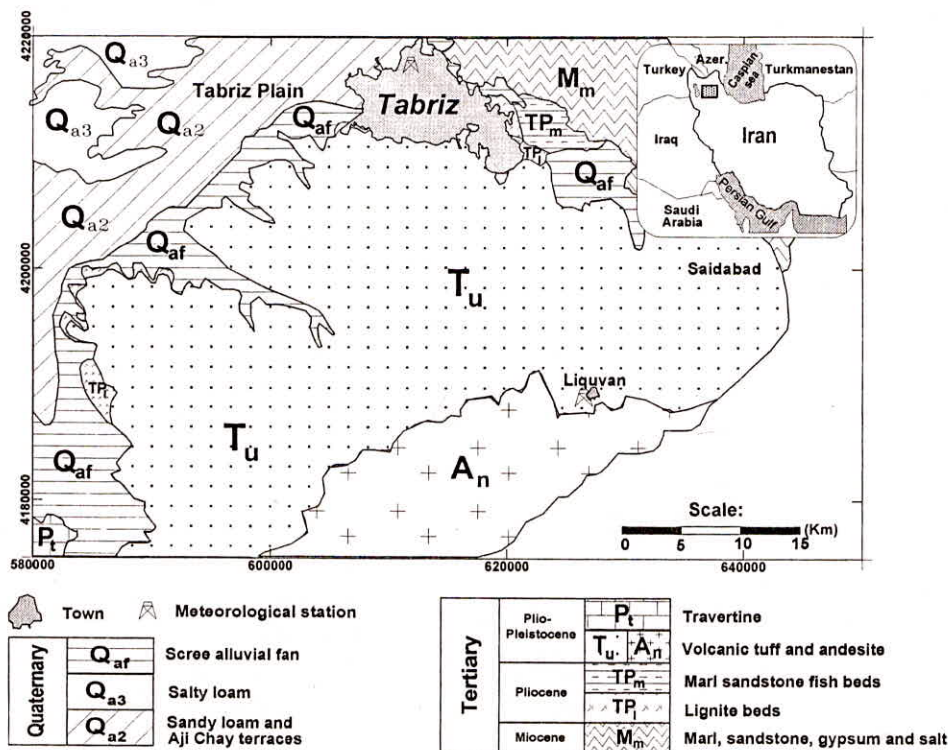 4220000
4200000
4180000
580000
600000
620000
640000
Qa3
Qa3
Qa2
Qa2
Tabriz Plain
Qaf
Tabriz
Mm
TPm
TPl
Qaf
Qaf
Tu
Saidabad
TPt
Tu
Liquvan
An
Qaf
Pt
Turkey
Azer.
Caspian
sea
Turkmanestan
Iraq
Iran
Saudi
Arabia
Persian Gulf
Scale:
0 5 10 15 (Km)
Town
Meteorological station
Quaternary
Qaf Scree alluvial fan
Qa3 Salty loam
Qa2 Sandy loam and
Aji Chay terraces
Tertiary
Plio-
Pleistocene
Pt Travertine
Tu. An Volcanic tuff and andesite
Pliocene
TPm Marl sandstone fish beds
TPl Lignite beds
Miocene
Mm Marl, sandstone, gypsum and salt